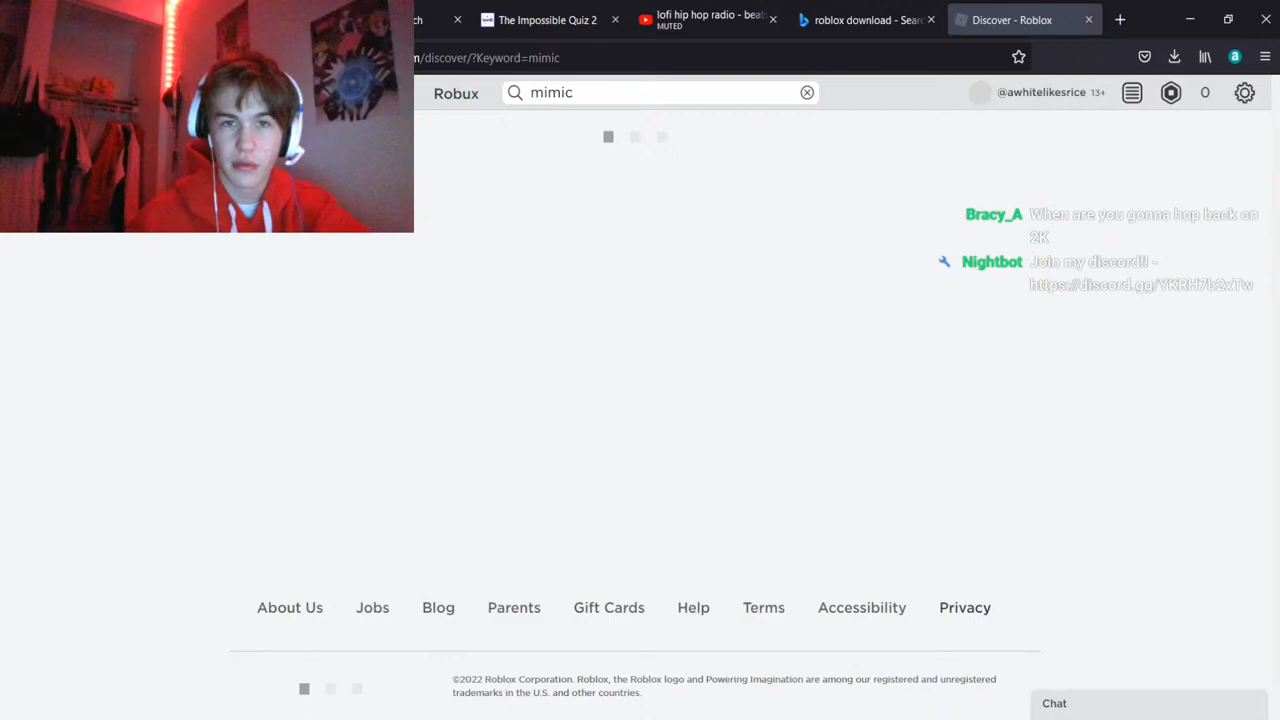 ch
The Impossible Quiz 2
lofi hip hop radio - beats
MUTED
roblox download - Sear
Discover - Roblox
m/discover/?Keyword=mimic
Robux
mimic
@awhitelikesrice 13+
0
Bracy_A When are you gonna hop back on
2K
Nightbot Join my discord!! -
https://discord.gg/YKRH7b2xTw
About Us Jobs Blog Parents Gift Cards Help Terms Accessibility Privacy
©2022 Roblox Corporation. Roblox, the Roblox logo and Powering Imagination are among our registered and unregistered
trademarks in the U.S. and other countries.
Chat